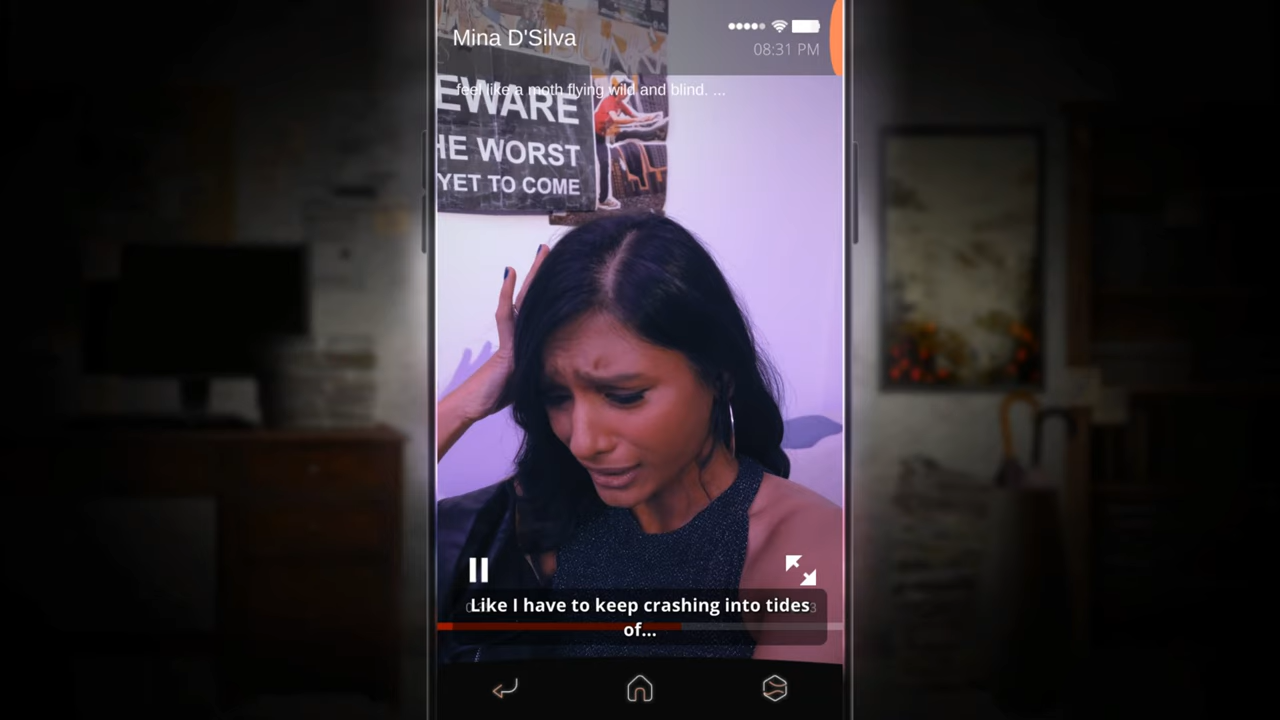 Mina D'Silva
08:31 PM
feel like a moth flying wild and blind. ...
EWARE
HE WORST
YET TO COME
Like I have to keep crashing into tides
of...